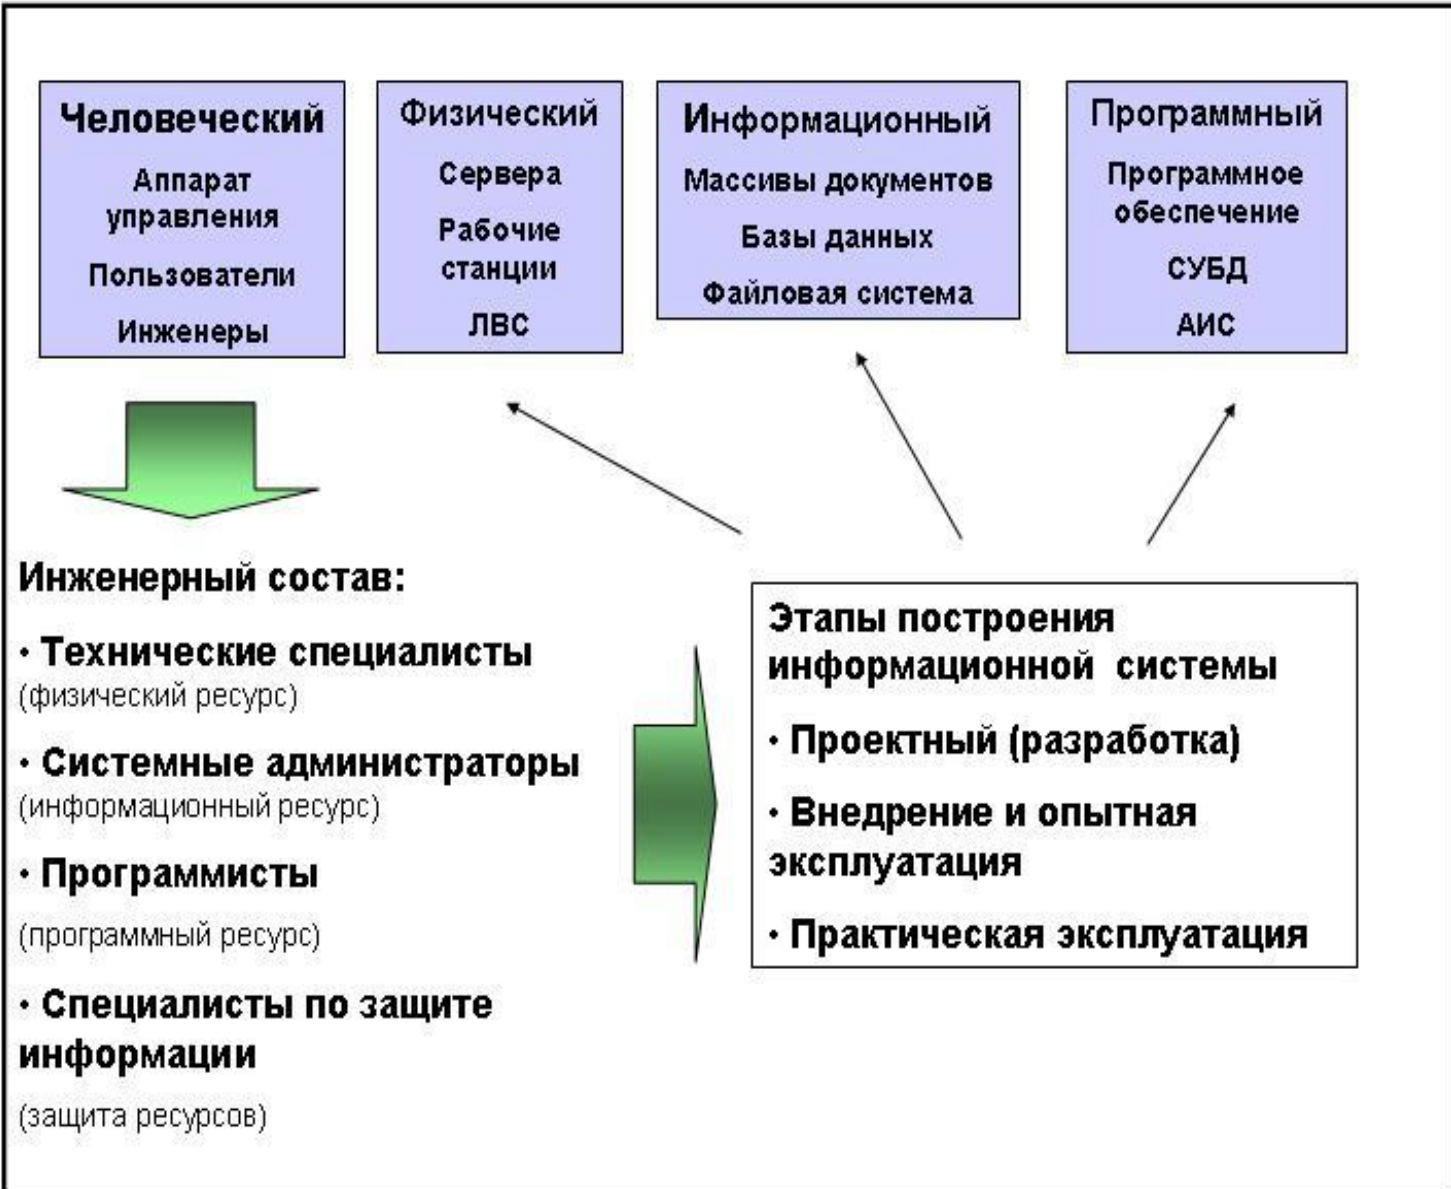 Человеческий
Аппарат
управления
Пользователи
Инженеры
Физический
Сервера
Рабочие
станции
ЛВС
Информационный
Массивы документов
Базы данных
Файловая система
Программный
Программное
обеспечение
СУБД
АИС
Инженерный состав:
• Технические специалисты
(физический ресурс)
• Системные администраторы
(информационный ресурс)
• Программисты
(программный ресурс)
• Специалисты по защите
информации
(защита ресурсов)
Этапы построения
информационной системы
• Проектный (разработка)
• Внедрение и опытная
эксплуатация
• Практическая эксплуатация